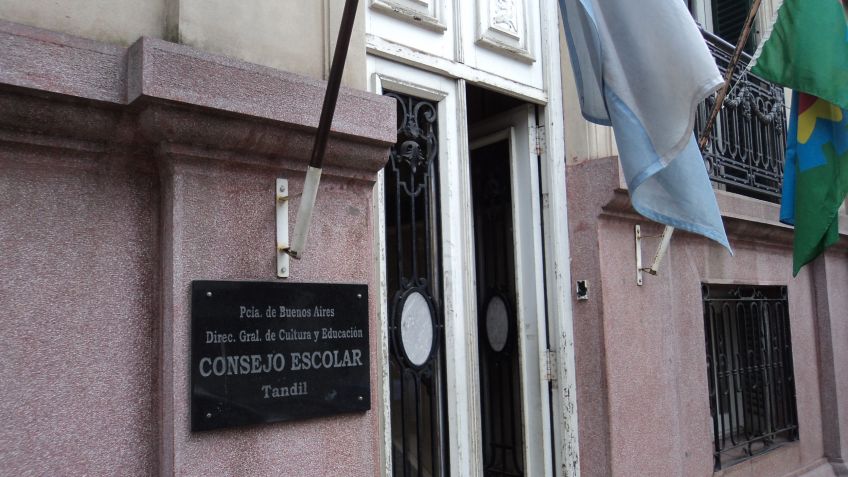 Pcia. de Buenos Aires
Direc. Gral. de Cultura y Educación
CONSEJO ESCOLAR
Tandil